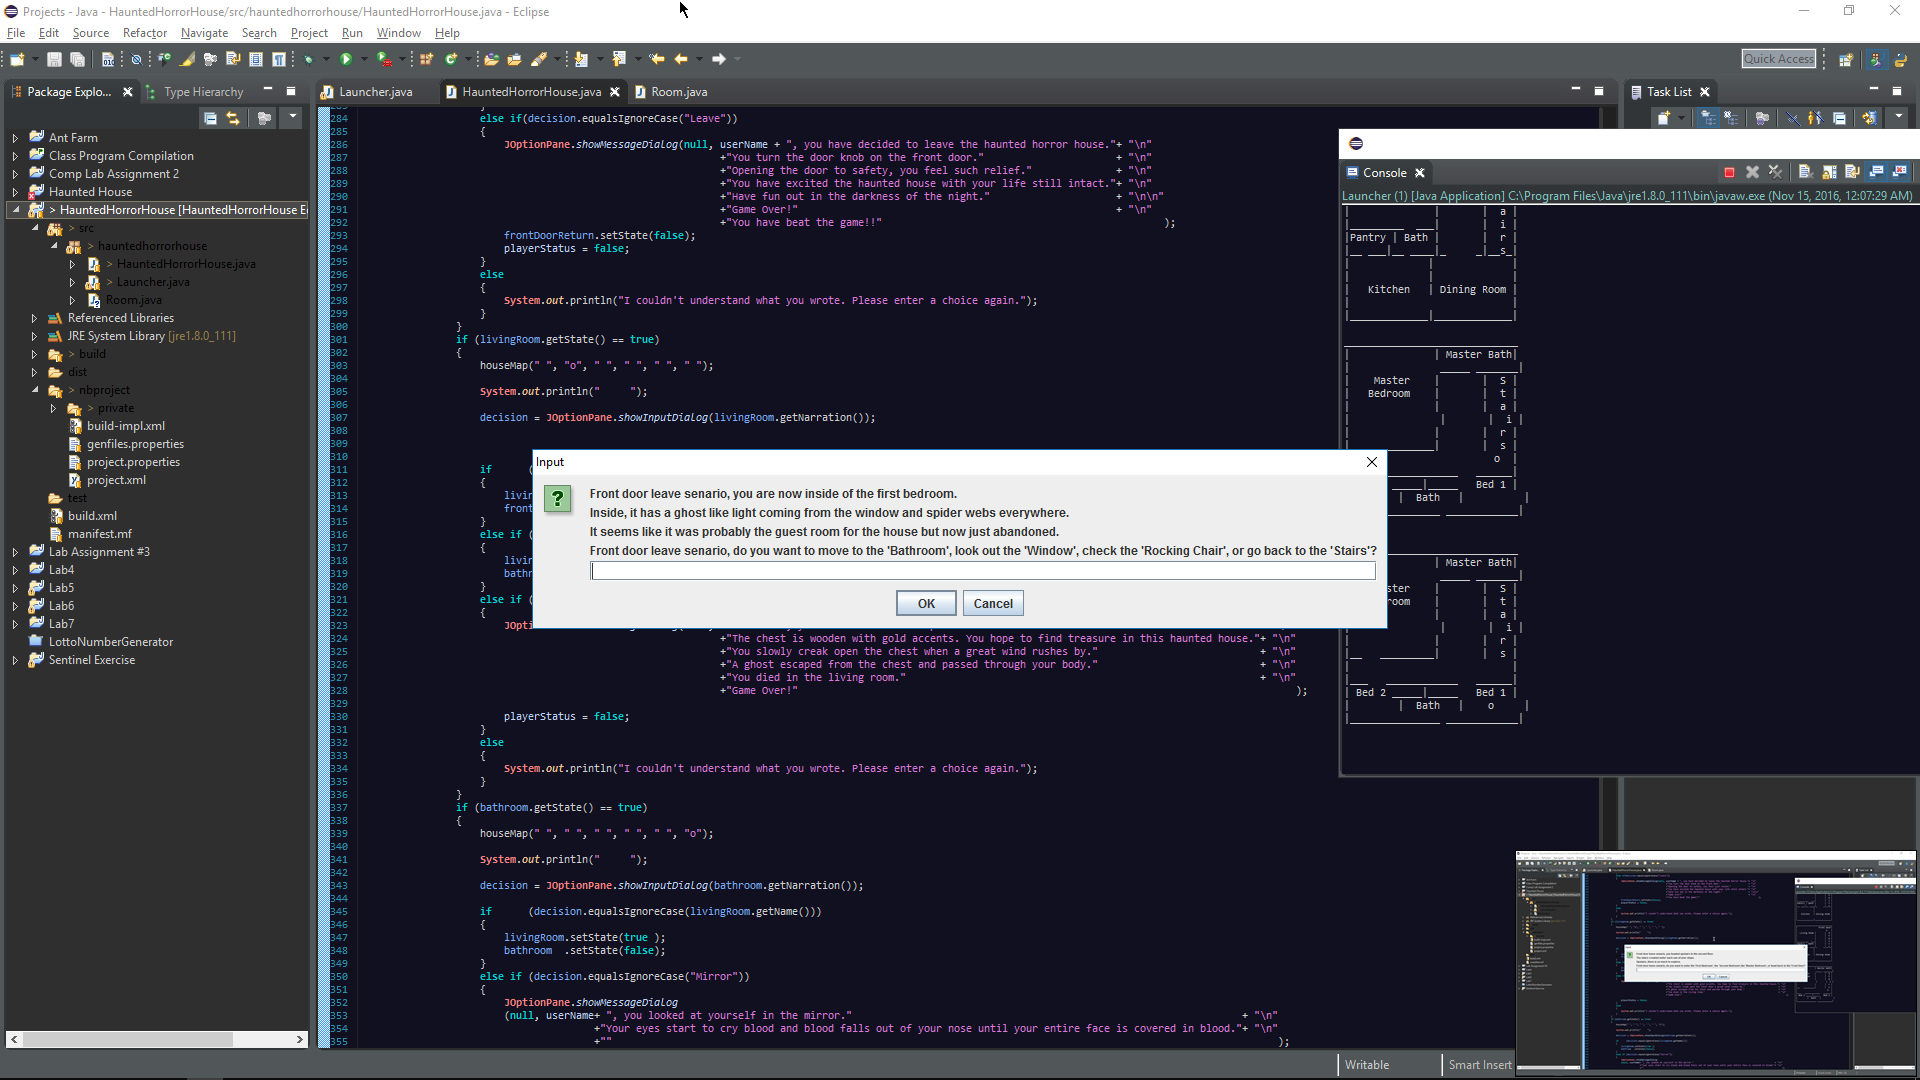 Projects - Java - HauntedHorrorHouse/src/hauntedhorrorhouse/HauntedHorrorHouse.java - Eclipse
File Edit Source Refactor Navigate Search Project Run Window Help
Quick Access
Package Explo... Type Hierarchy
Ant Farm
Class Program Compilation
Comp Lab Assignment 2
Haunted House
> HauntedHorrorHouse [HauntedHorrorHouse E
> src
> hauntedhorrorhouse
> HauntedHorrorHouse.java
> Launcher.java
Room.java
Referenced Libraries
JRE System Library [jre1.8.0_111]
> build
dist
> nbproject
> private
build-impl.xml
genfiles.properties
project.properties
project.xml
test
build.xml
manifest.mf
Lab Assignment #3
Lab4
Lab5
Lab6
Lab7
LottoNumberGenerator
Sentinel Exercise
Launcher.java HauntedHorrorHouse.java Room.java
283 }
284 else if(decision.equalsIgnoreCase("Leave"))
285 {
286 JOptionPane.showMessageDialog(null, userName + ", you have decided to leave the haunted horror house."+ "\n"
287 +"You turn the door knob on the front door." + "\n"
288 +"Opening the door to safety, you feel such relief." + "\n"
289 +"You have excited the haunted house with your life still intact."+ "\n"
290 +"Have fun out in the darkness of the night." + "\n\n"
291 +"Game Over!" + "\n"
292 +"You have beat the game!!" );
293 frontDoorReturn.setState(false);
294 playerStatus = false;
295 }
296 else
297 {
298 System.out.println("I couldn't understand what you wrote. Please enter a choice again.");
299 }
300 }
301 if (livingRoom.getState() == true)
302 {
303 houseMap(" ", "o", " ", " ", " ", " ");
304
305 System.out.println("     ");
306
307 decision = JOptionPane.showInputDialog(livingRoom.getNarration());
308
309
310
311 if (
312 {
313 livin
314 front
315 }
316 else if (
317 {
318 livin
319 bathr
320 }
321 else if (
322 {
323 JOpti
324 +"The chest is wooden with gold accents. You hope to find treasure in this haunted house."+ "\n"
325 +"You slowly creak open the chest when a great wind rushes by." + "\n"
326 +"A ghost escaped from the chest and passed through your body." + "\n"
327 +"You died in the living room." + "\n"
328 +"Game Over!" );
329
330 playerStatus = false;
331 }
332 else
333 {
334 System.out.println("I couldn't understand what you wrote. Please enter a choice again.");
335 }
336 }
337 if (bathroom.getState() == true)
338 {
339 houseMap(" ", " ", " ", " ", " ", "o");
340
341 System.out.println("     ");
342
343 decision = JOptionPane.showInputDialog(bathroom.getNarration());
344
345 if (decision.equalsIgnoreCase(livingRoom.getName()))
346 {
347 livingRoom.setState(true );
348 bathroom .setState(false);
349 }
350 else if (decision.equalsIgnoreCase("Mirror"))
351 {
352 JOptionPane.showMessageDialog
353 (null, userName+ ", you looked at yourself in the mirror." + "\n"
354 +"Your eyes start to cry blood and blood falls out of your nose until your entire face is covered in blood."+ "\n"
355 +"" );
Input
Front door leave senario, you are now inside of the first bedroom.
Inside, it has a ghost like light coming from the window and spider webs everywhere.
It seems like it was probably the guest room for the house but now just abandoned.
Front door leave senario, do you want to move to the 'Bathroom', look out the 'Window', check the 'Rocking Chair', or go back to the 'Stairs'?
OK Cancel
Task List
Console
Launcher (1) [Java Application] C:\Program Files\Java\jre1.8.0_111\bin\javaw.exe (Nov 15, 2016, 12:07:29 AM)
a
i
Pantry | Bath r
s
Kitchen | Dining Room
Master Bath
Master S
Bedroom t
a
i
r
s
o
Bed 1
Bath
Master Bath
ster S
room t
a
i
r
s
Bed 2 Bed 1
Bath o
Writable Smart Insert